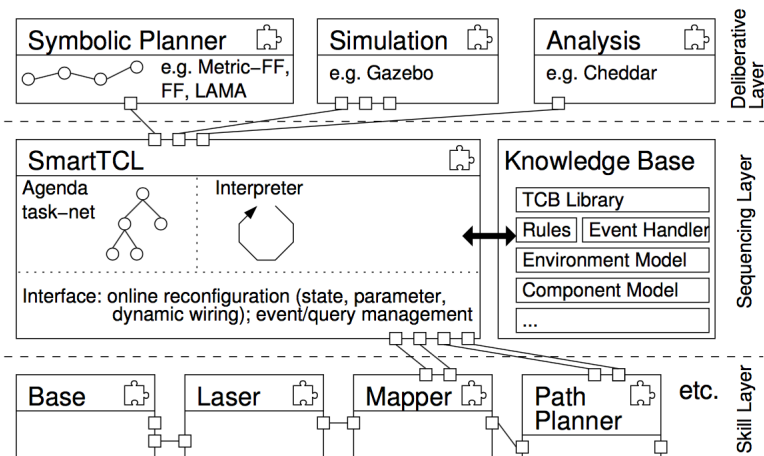 Symbolic Planner
e.g. Metric-FF,
FF, LAMA
Simulation
e.g. Gazebo
Analysis
e.g. Cheddar
Deliberative
Layer
SmartTCL
Agenda
task-net
Interpreter
Interface: online reconfiguration (state, parameter,
dynamic wiring); event/query management
Knowledge Base
TCB Library
Rules
Event Handler
Environment Model
Component Model
...
Sequencing Layer
Base
Laser
Mapper
Path
Planner
etc.
Skill Layer